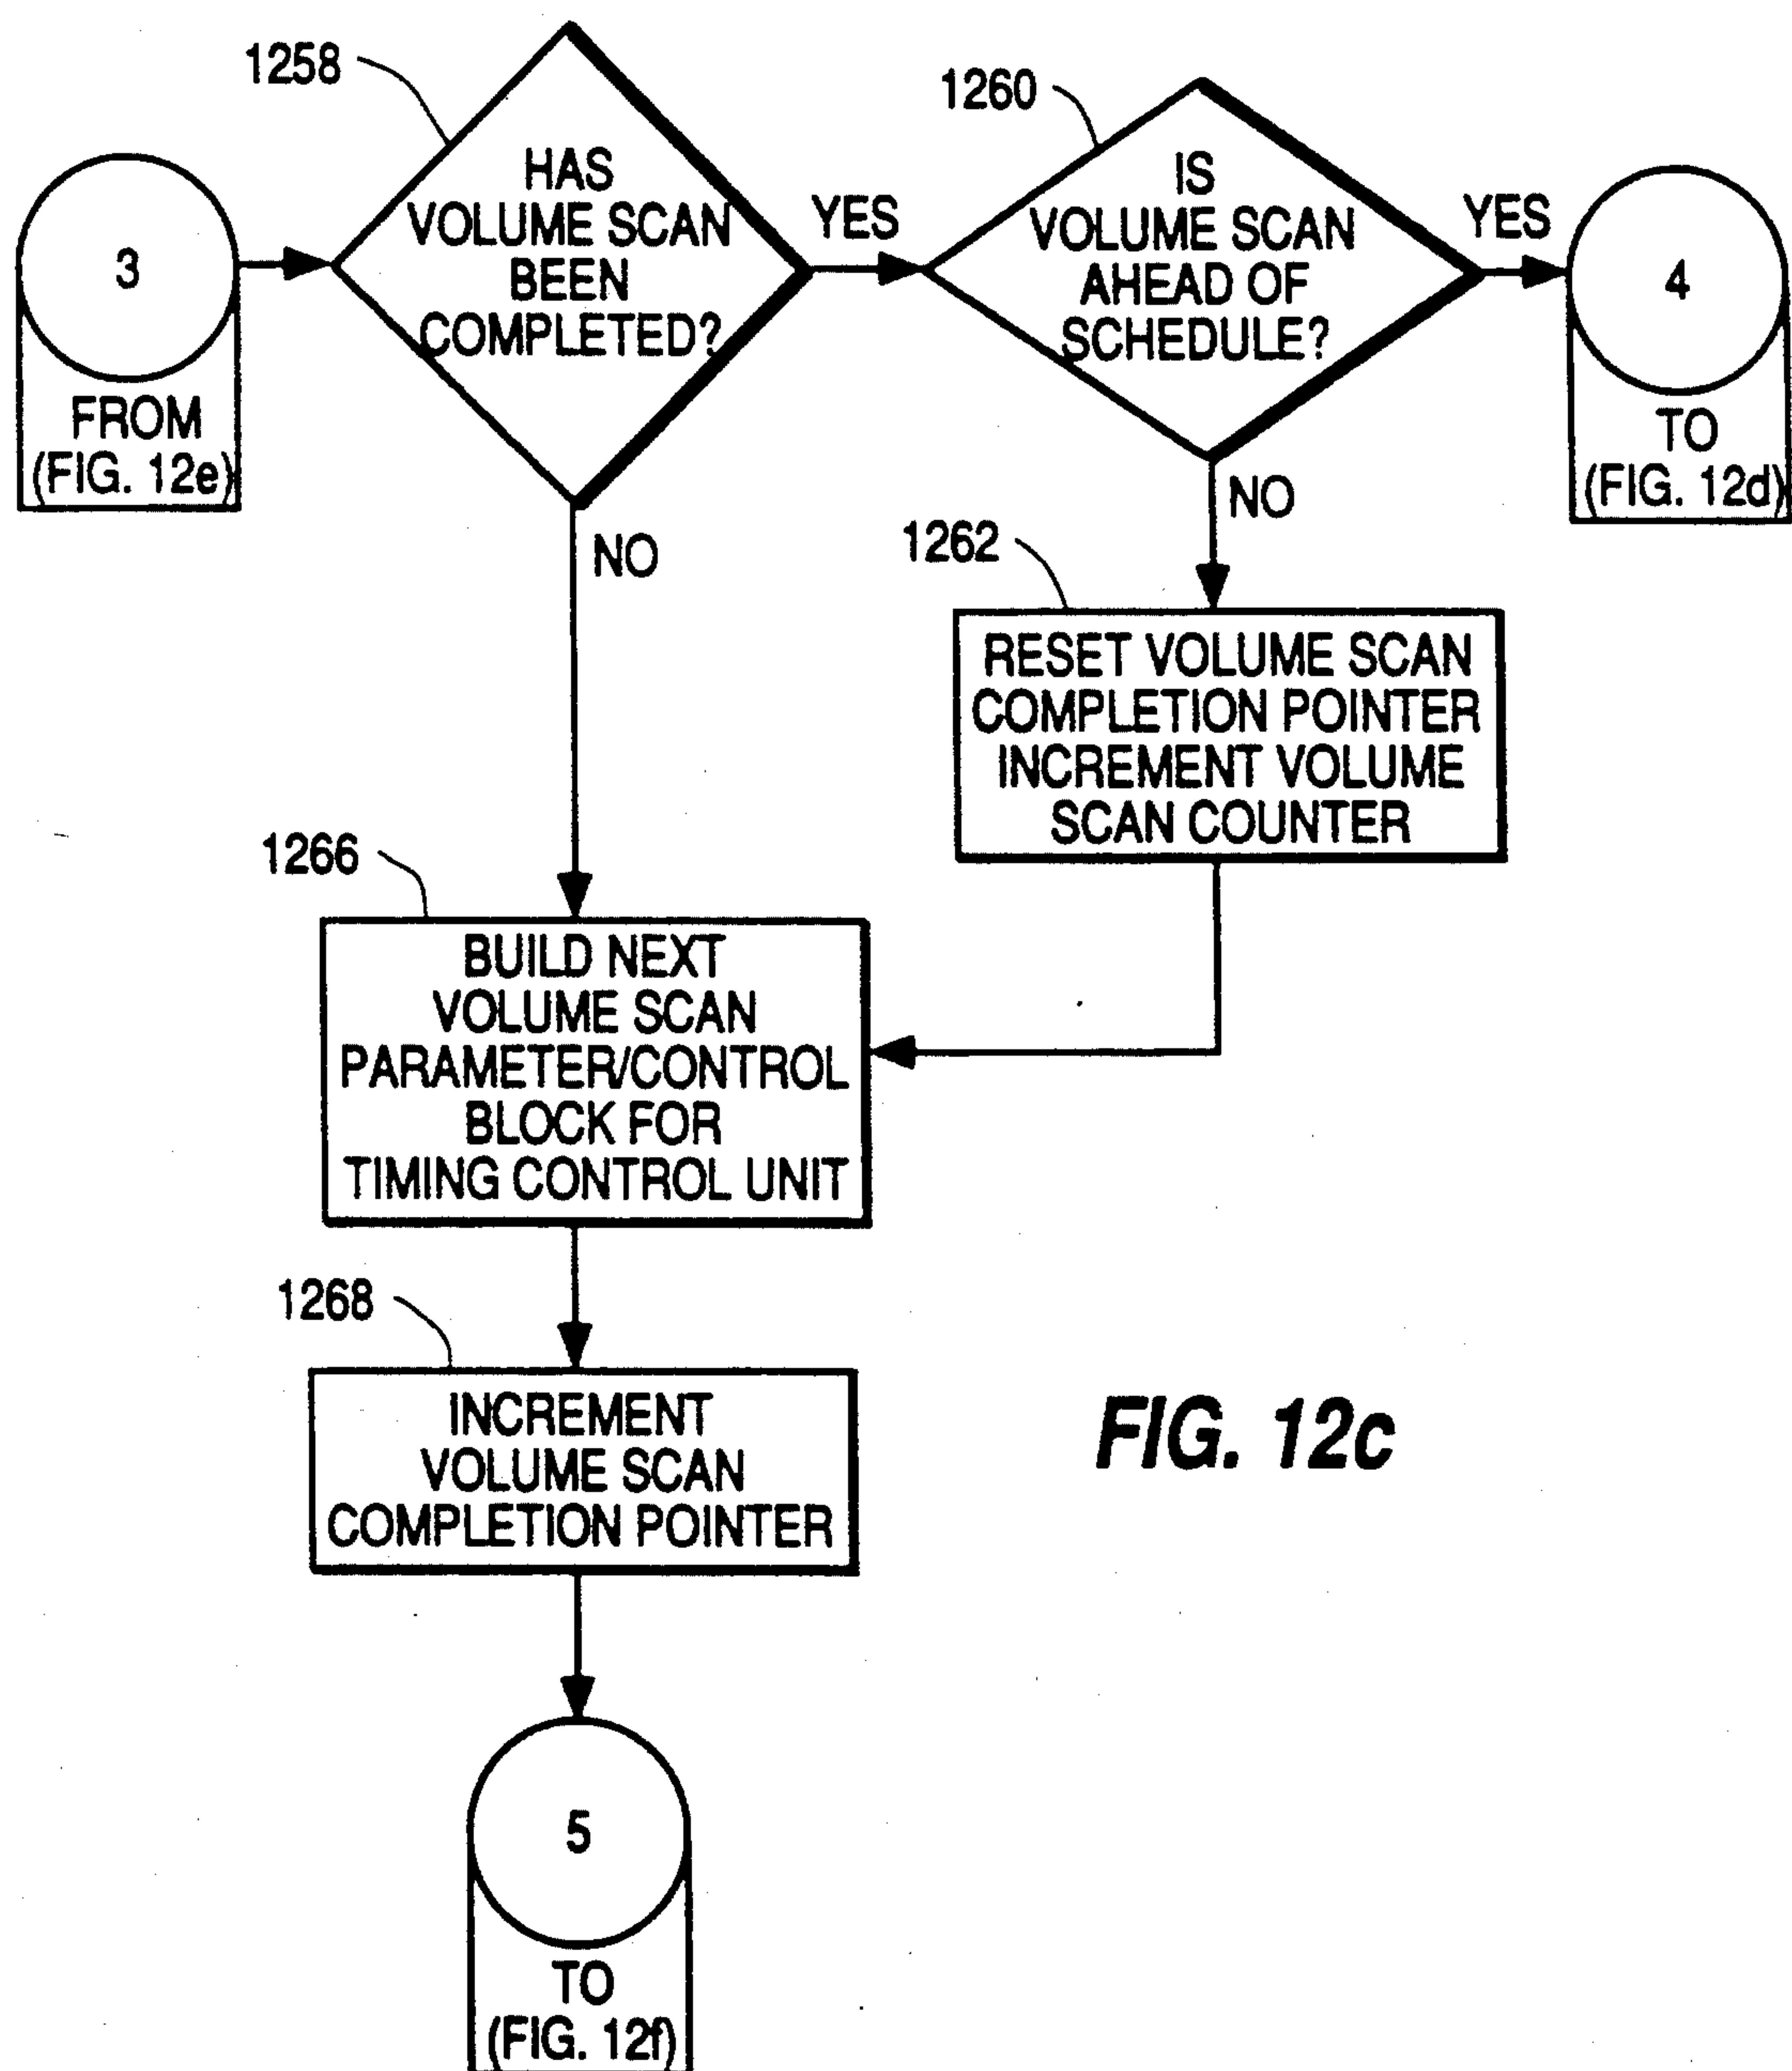 1258
HAS
VOLUME SCAN
BEEN
COMPLETED?
YES
NO
1260
IS
VOLUME SCAN
AHEAD OF
SCHEDULE?
YES
NO
3
FROM
(FIG. 12e)
4
TO
(FIG. 12d)
1262
RESET VOLUME SCAN
COMPLETION POINTER
INCREMENT VOLUME
SCAN COUNTER
1266
BUILD NEXT
VOLUME SCAN
PARAMETER/CONTROL
BLOCK FOR
TIMING CONTROL UNIT
1268
INCREMENT
VOLUME SCAN
COMPLETION POINTER
FIG. 12c
5
TO
(FIG. 12f)